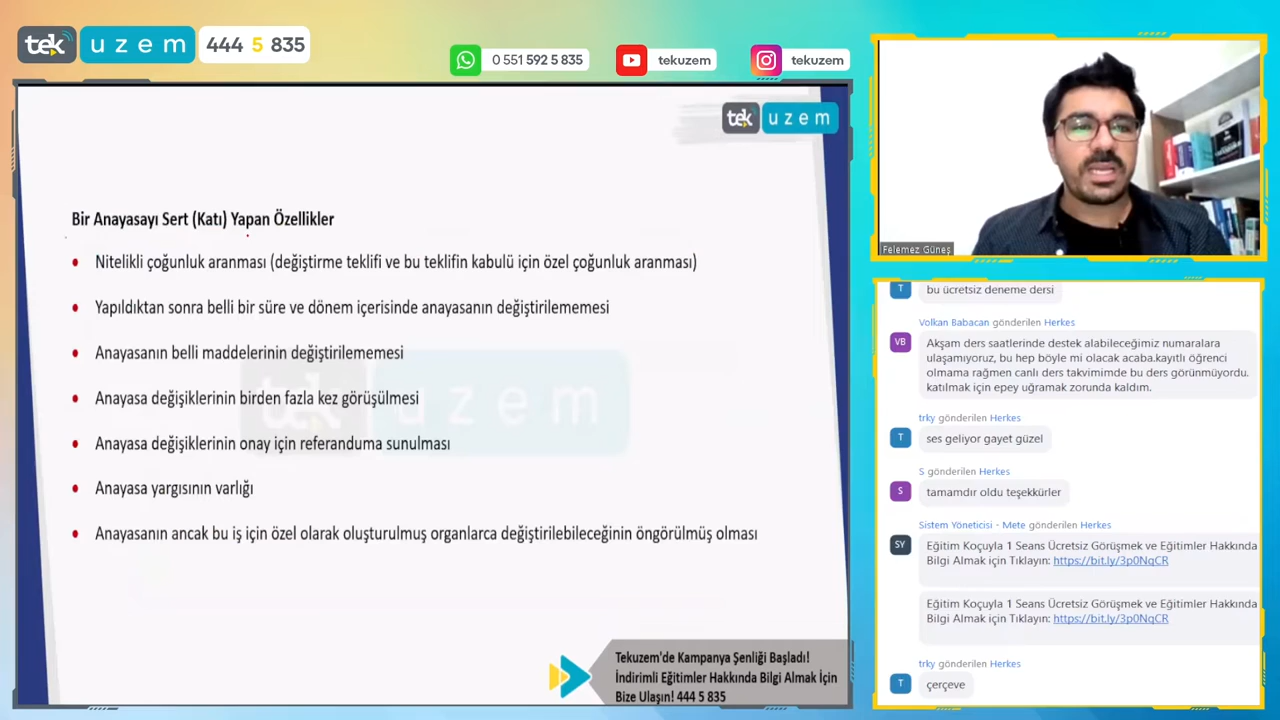 tek uzem 444 5 835
0 551 592 5 835
tekuzem
tekuzem
tek uzem
Bir Anayasayı Sert (Katı) Yapan Özellikler
• Nitelikli çoğunluk aranması (değiştirme teklifi ve bu teklifin kabulü için özel çoğunluk aranması)
• Yapıldıktan sonra belli bir süre ve dönem içerisinde anayasanın değiştirilememesi
• Anayasanın belli maddelerinin değiştirilememesi
• Anayasa değişiklerinin birden fazla kez görüşülmesi
• Anayasa değişiklerinin onay için referanduma sunulması
• Anayasa yargısının varlığı
• Anayasanın ancak bu iş için özel olarak oluşturulmuş organlarca değiştirilebileceğinin öngörülmüş olması
tek uzem
Tekuzem'de Kampanya Şenliği Başladı!
İndirimli Eğitimler Hakkında Bilgi Almak İçin
Bize Ulaşın! 444 5 835
Felemez Güneş
T
bu ücretsiz deneme dersi
Volkan Babacan gönderilen Herkes
VB
Akşam ders saatlerinde destek alabileceğimiz numaralara
ulaşamıyoruz, bu hep böyle mi olacak acaba.kayıtlı öğrenci
olmama rağmen canlı ders takvimimde bu ders görünmüyordu.
katılmak için epey uğramak zorunda kaldım.
trky gönderilen Herkes
T
ses geliyor gayet güzel
S gönderilen Herkes
S
tamamdır oldu teşekkürler
Sistem Yöneticisi - Mete gönderilen Herkes
SY
Eğitim Koçuyla 1 Seans Ücretsiz Görüşmek ve Eğitimler Hakkında
Bilgi Almak için Tıklayın: https://bit.ly/3p0NqCR
Eğitim Koçuyla 1 Seans Ücretsiz Görüşmek ve Eğitimler Hakkında
Bilgi Almak için Tıklayın: https://bit.ly/3p0NqCR
trky gönderilen Herkes
T
çerçeve